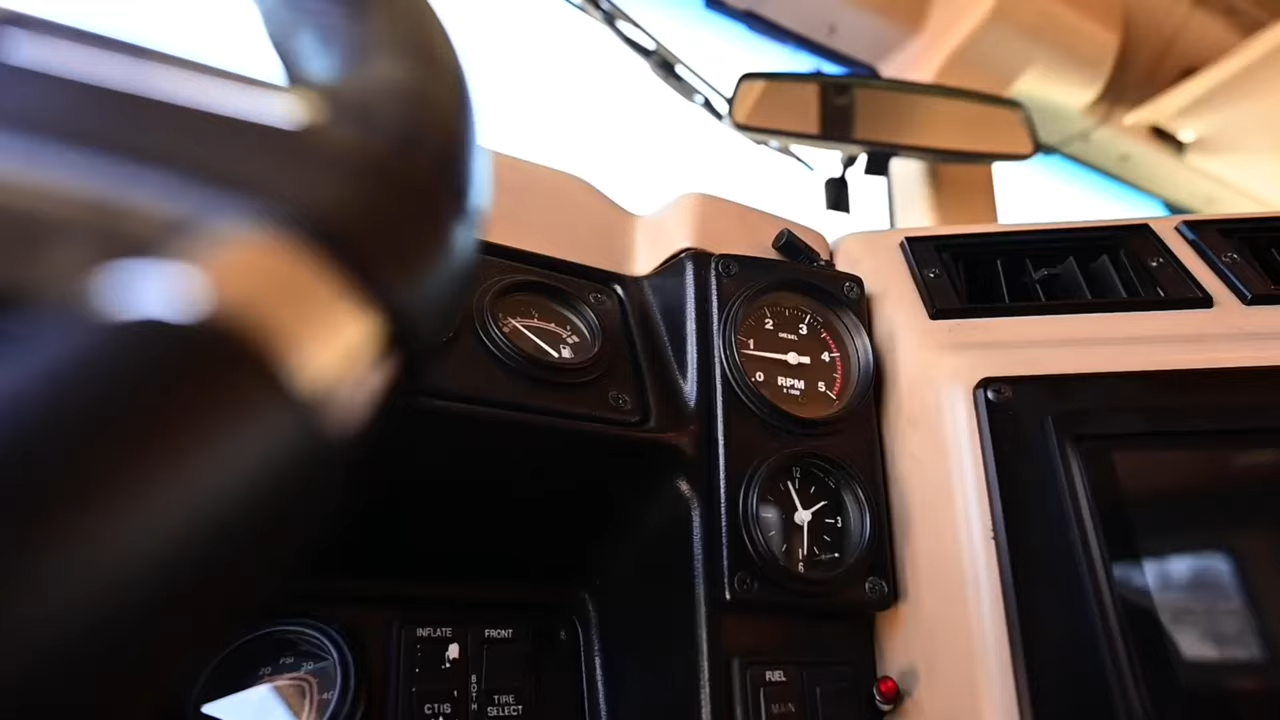 1
2
3
4
5
.0
DIESEL
RPM
X 1000
12
3
6
PSI
20
30
40
INFLATE
FRONT
BOTH
CTIS
TIRE
SELECT
FUEL
MAIN